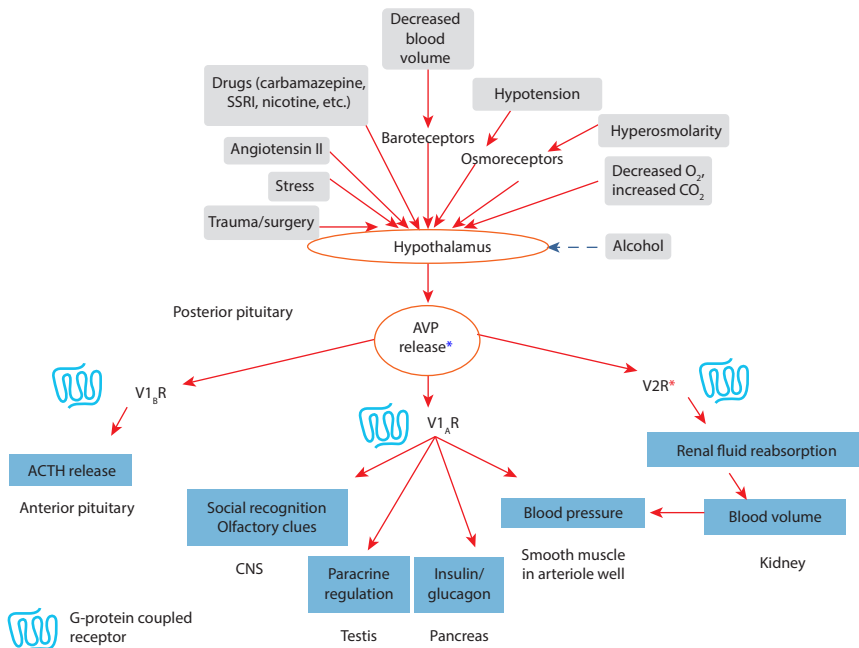 Decreased
blood
volume
Drugs (carbamazepine,
SSRI, nicotine, etc.)
Hypotension
Hyperosmolarity
Baroteceptors
Angiotensin II
Osmoreceptors
Decreased O₂,
increased CO₂
Stress
Trauma/surgery
Hypothalamus
Alcohol
Posterior pituitary
AVP
release*
V1BR
V2R*
V1AR
ACTH release
Renal fluid reabsorption
Anterior pituitary
Social recognition
Olfactory clues
Blood pressure
Blood volume
CNS
Smooth muscle
in arteriole well
Kidney
Paracrine
regulation
Insulin/
glucagon
Testis
Pancreas
G-protein coupled
receptor